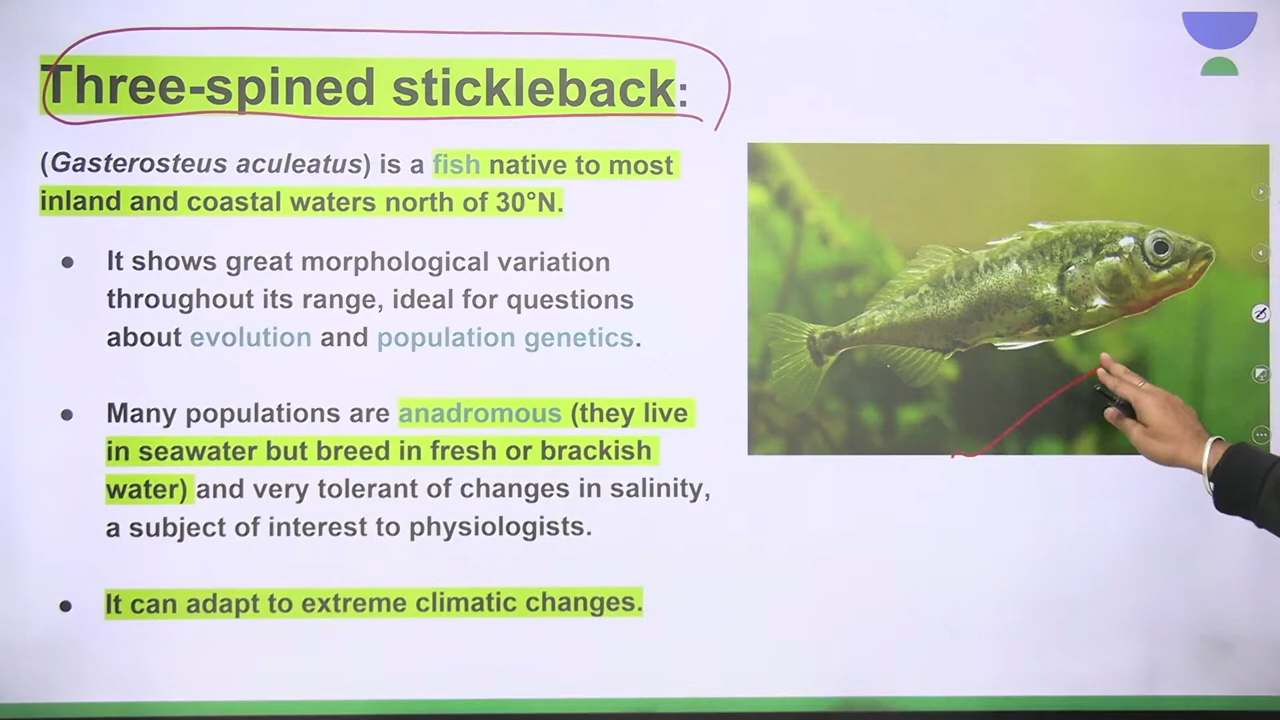 Three-spined stickleback:
(Gasterosteus aculeatus) is a fish native to most
inland and coastal waters north of 30°N.
● It shows great morphological variation
throughout its range, ideal for questions
about evolution and population genetics.
● Many populations are anadromous (they live
in seawater but breed in fresh or brackish
water) and very tolerant of changes in salinity,
a subject of interest to physiologists.
● It can adapt to extreme climatic changes.